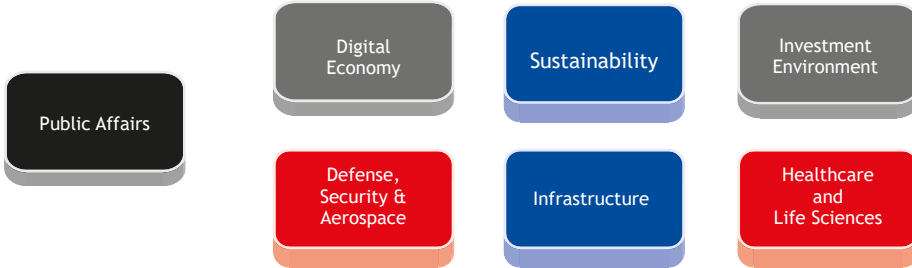 Public Affairs
Digital
Economy
Sustainability
Investment
Environment
Defense,
Security &
Aerospace
Infrastructure
Healthcare
and
Life Sciences